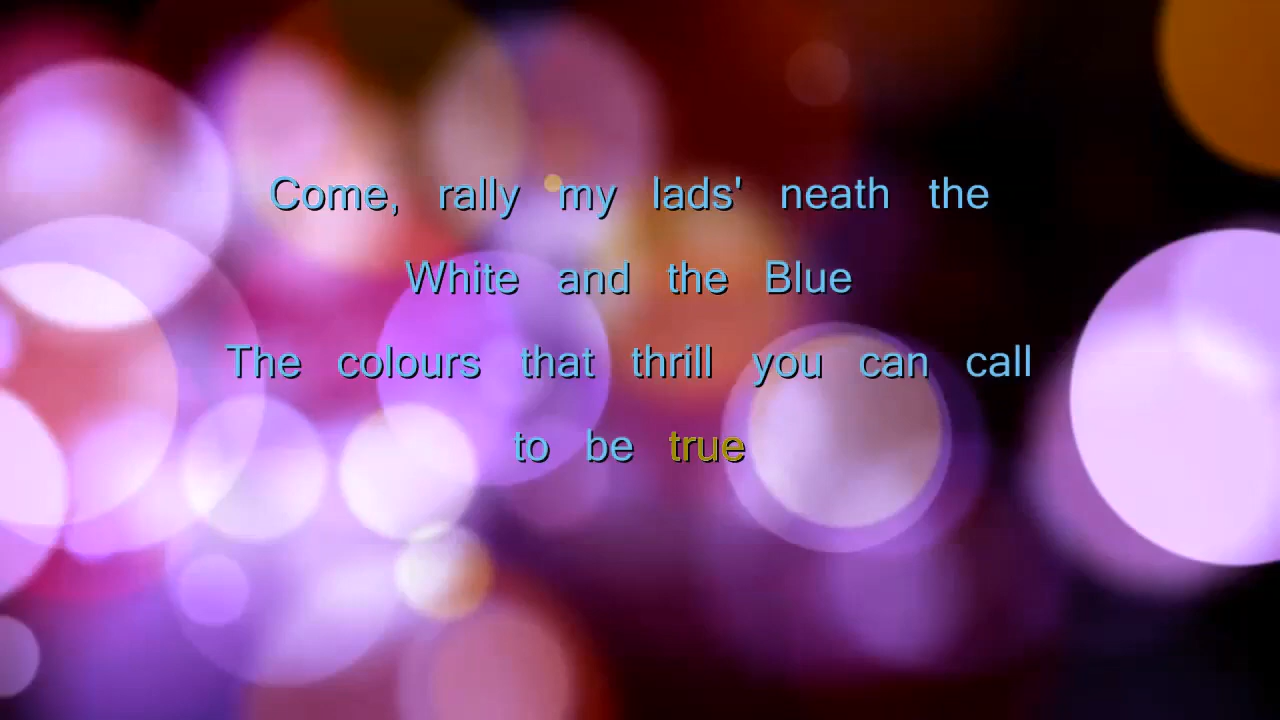 Come, rally my lads' neath the
White and the Blue
The colours that thrill you can call
to be true